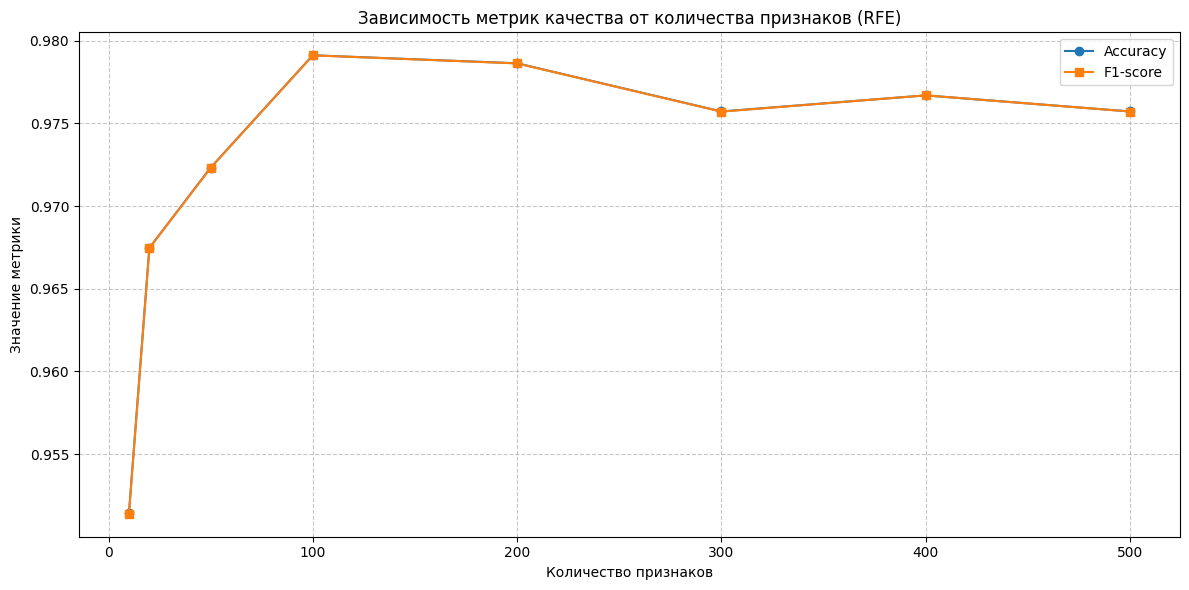 Зависимость метрик качества от количества признаков (RFE)
Accuracy
F1-score
Значение метрики
0.980
0.975
0.970
0.965
0.960
0.955
0
100
200
300
400
500
Количество признаков